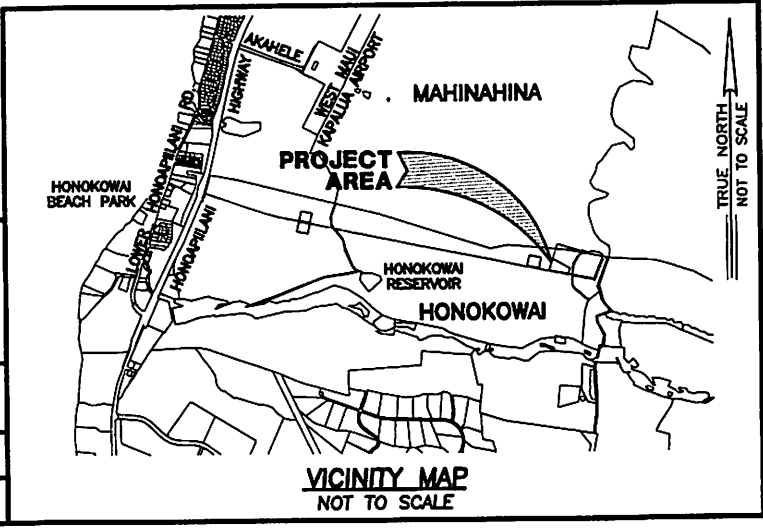 AKAHELE
WEST MAUI
KAPALUA AIRPORT
MAHINAHINA
TRUE NORTH
NOT TO SCALE
HIGHWAY
PROJECT
AREA
HONOKOWAI
BEACH PARK
LOWER HONOAPIILANI RD.
HONOAPIILANI
HONOKOWAI
RESERVOIR
HONOKOWAI
VICINITY MAP
NOT TO SCALE